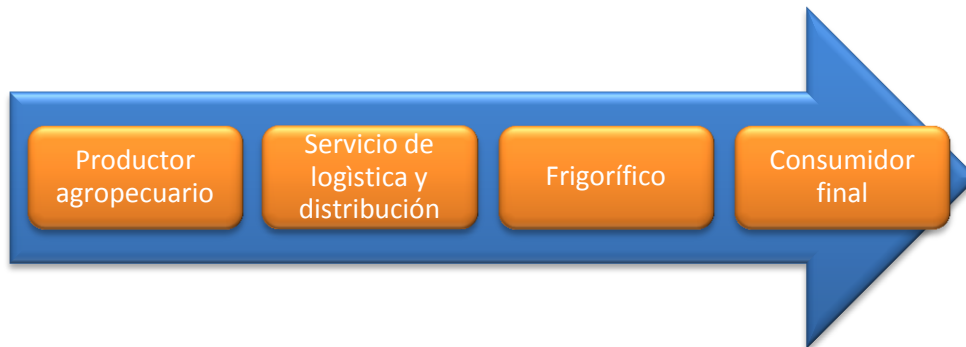 Productor
agropecuario
Servicio de
logìstica y
distribución
Frigorífico
Consumidor
final